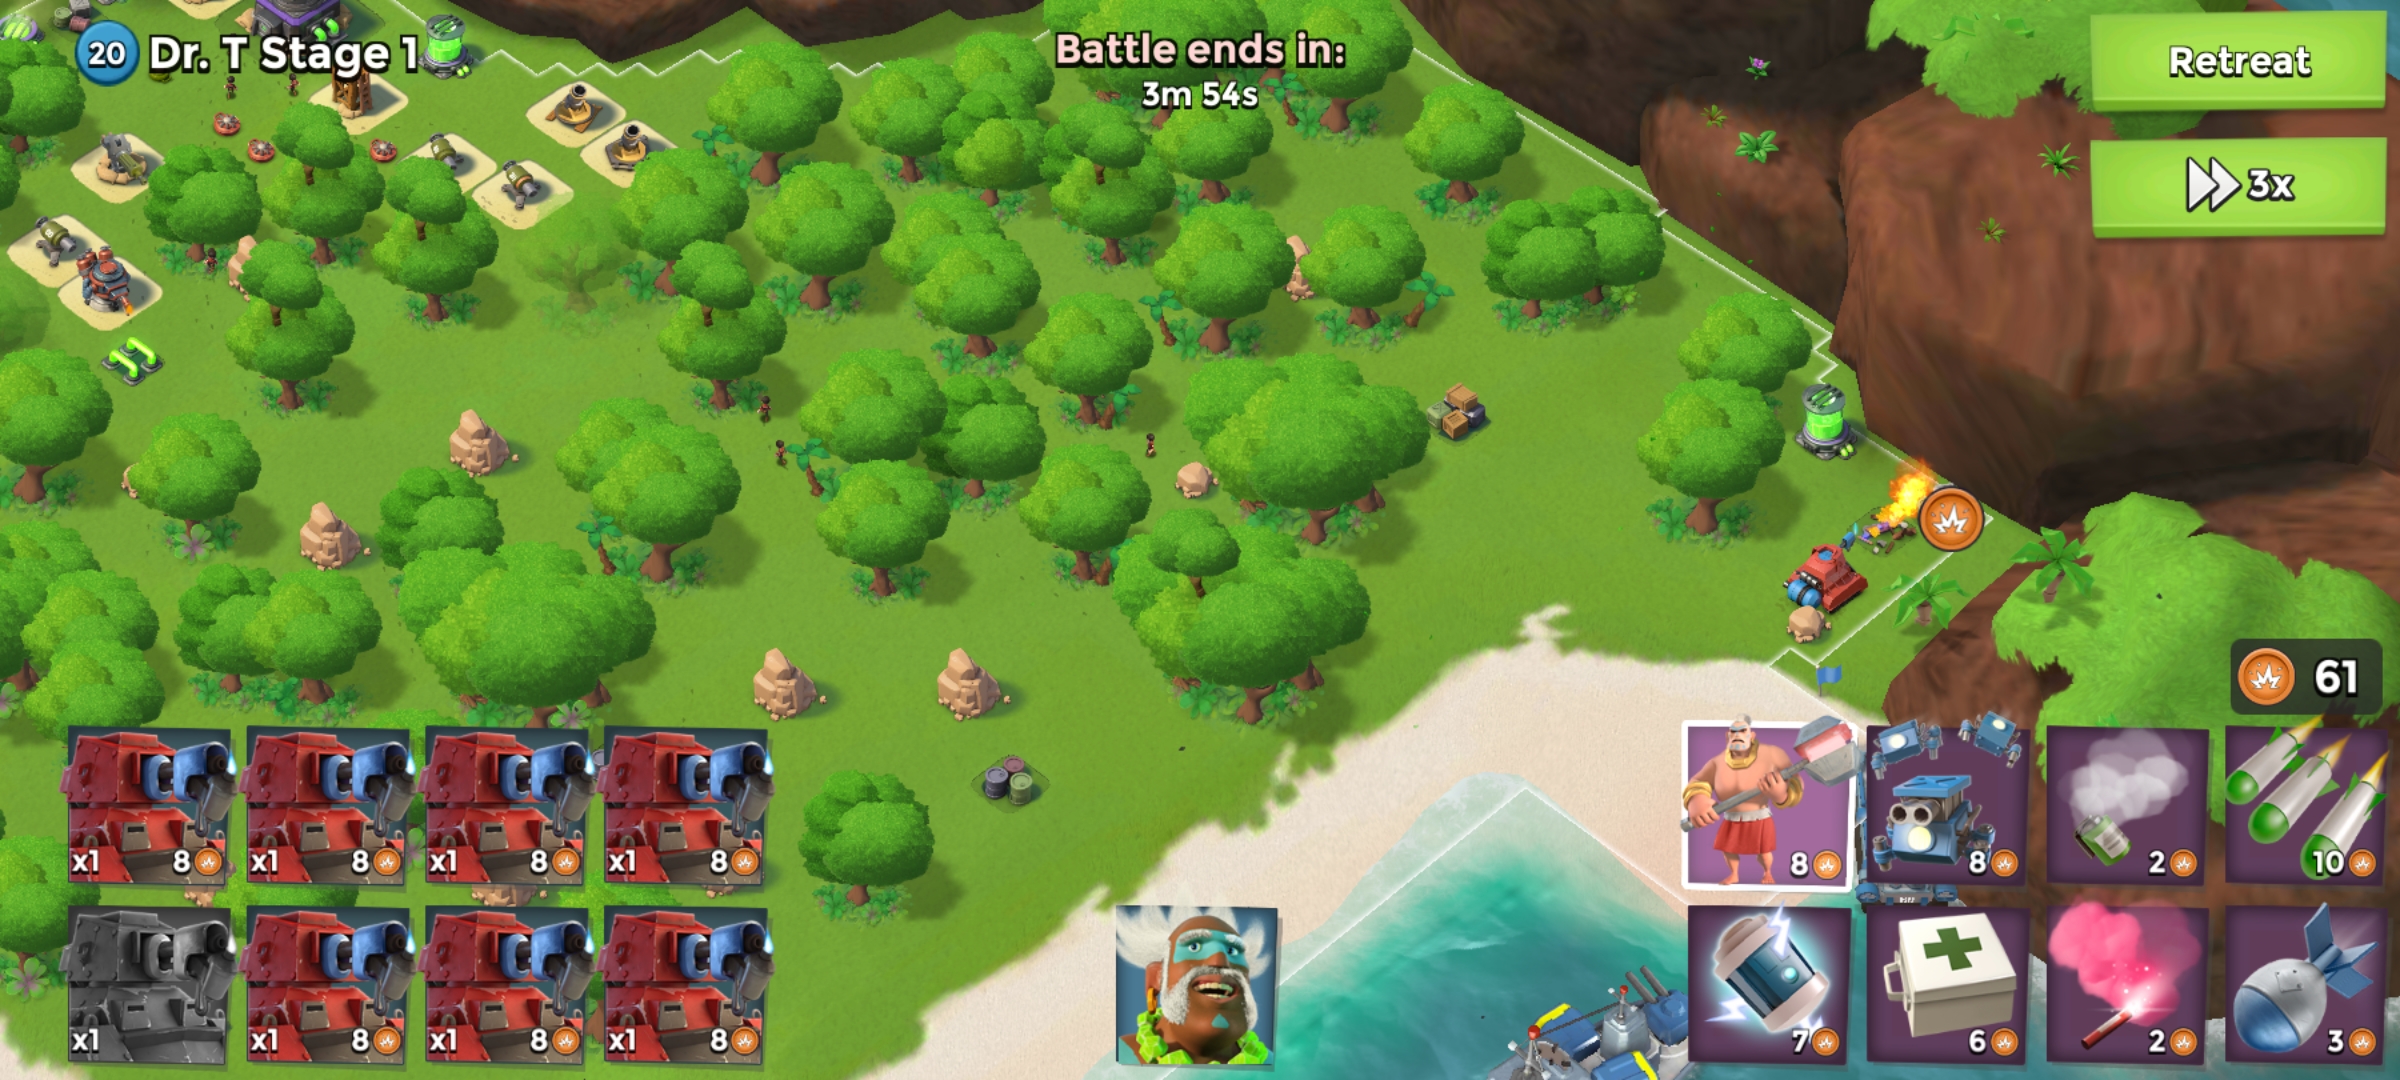 20 Dr. T Stage 1
Battle ends in:
3m 54s
Retreat
3x
61
x1 8
x1 8
x1 8
x1 8
8
8
2
10
x1
x1 8
x1 8
x1 8
7
6
2
3